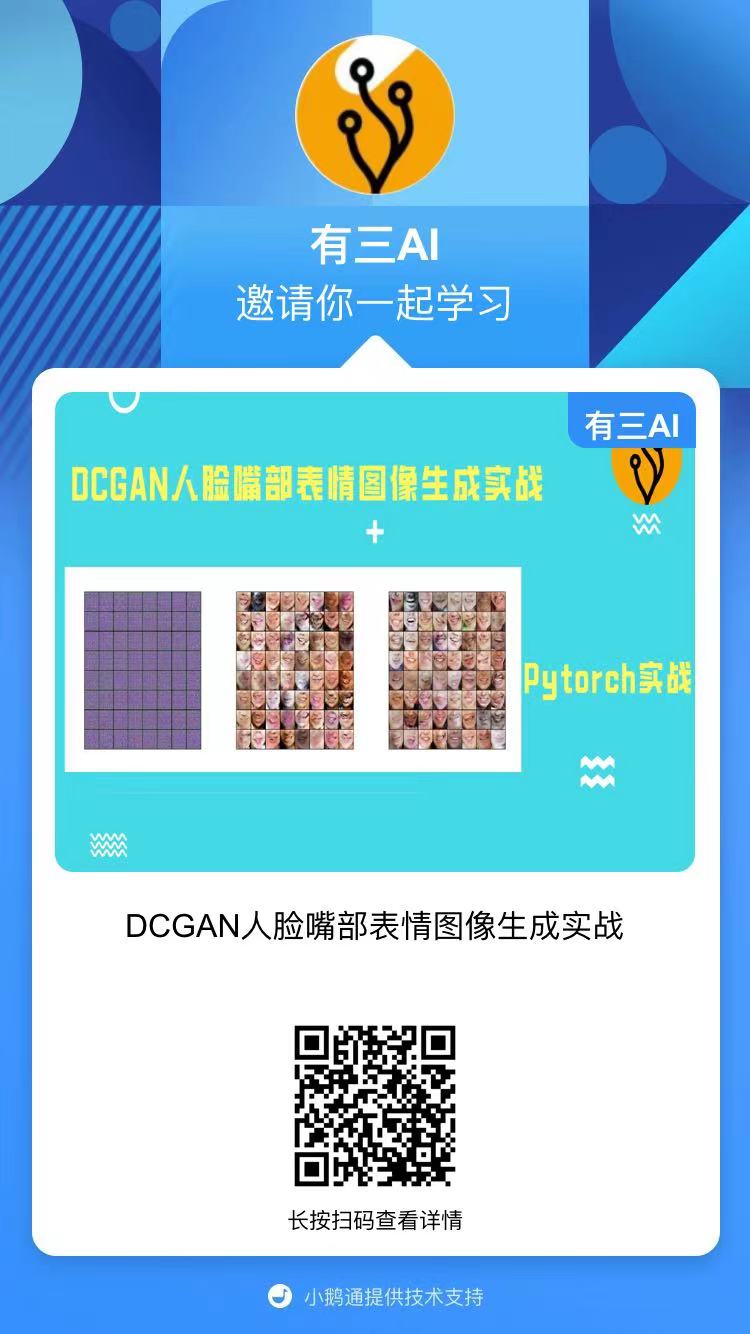 有三AI
邀请你一起学习
有三AI
DCGAN人脸嘴部表情图像生成实战
+
Pytorch实战
DCGAN人脸嘴部表情图像生成实战
长按扫码查看详情
小鹅通提供技术支持